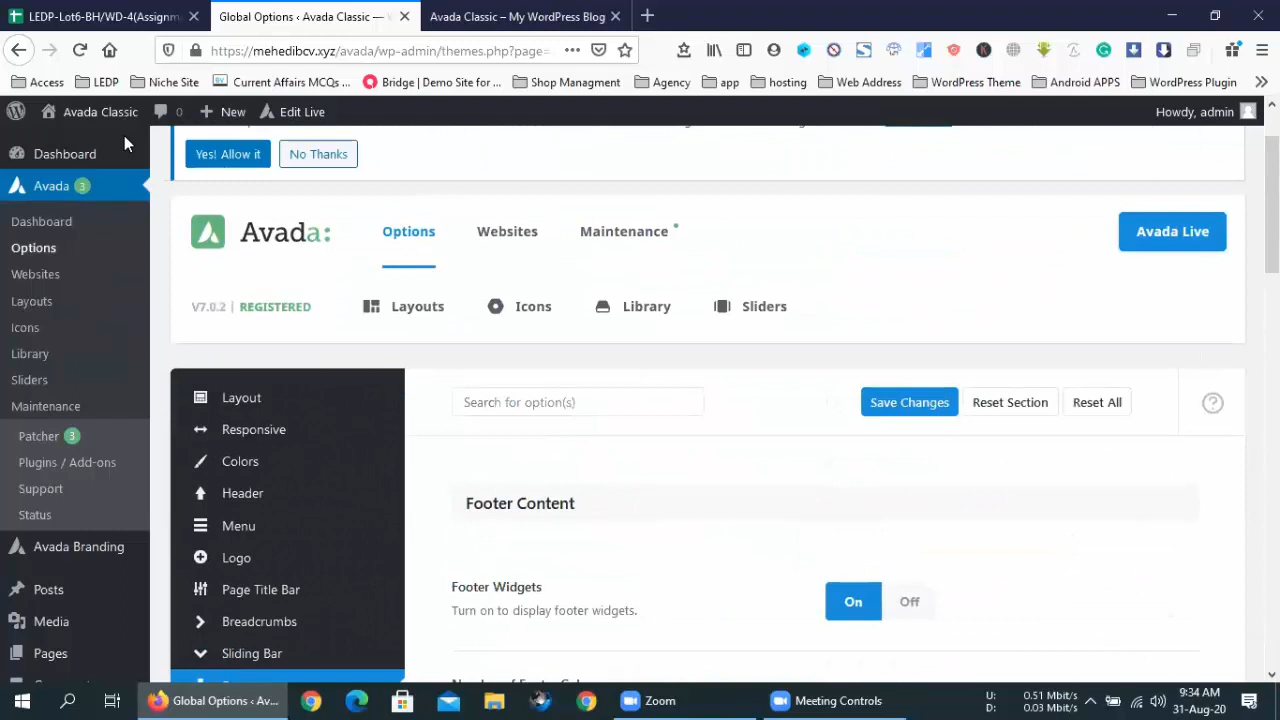 LEDP-Lot6-BH/WD-4(Assignm
Global Options ‹ Avada Classic —
Avada Classic – My WordPress Blog
https://mehedibcv.xyz/avada/wp-admin/themes.php?page=
Access
LEDP
Niche Site
Current Affairs MCQs ...
Bridge | Demo Site for ...
Shop Managment
Agency
app
hosting
Web Address
WordPress Theme
Android APPS
WordPress Plugin
Avada Classic
0
New
Edit Live
Howdy, admin
Dashboard
Yes! Allow it
No Thanks
Avada 3
Dashboard
Options
Websites
Layouts
Icons
Library
Sliders
Maintenance
Patcher 3
Plugins / Add-ons
Support
Status
Avada Branding
Posts
Media
Pages
Avada:
Options
Websites
Maintenance
Avada Live
V7.0.2 | REGISTERED
Layouts
Icons
Library
Sliders
Layout
Responsive
Colors
Header
Menu
Logo
Page Title Bar
Breadcrumbs
Sliding Bar
Search for option(s)
Save Changes
Reset Section
Reset All
Footer Content
Footer Widgets
Turn on to display footer widgets.
On
Off
Global Options ‹ Av...
Zoom
Meeting Controls
U: 0.51 Mbit/s
D: 0.03 Mbit/s
9:34 AM
31-Aug-20